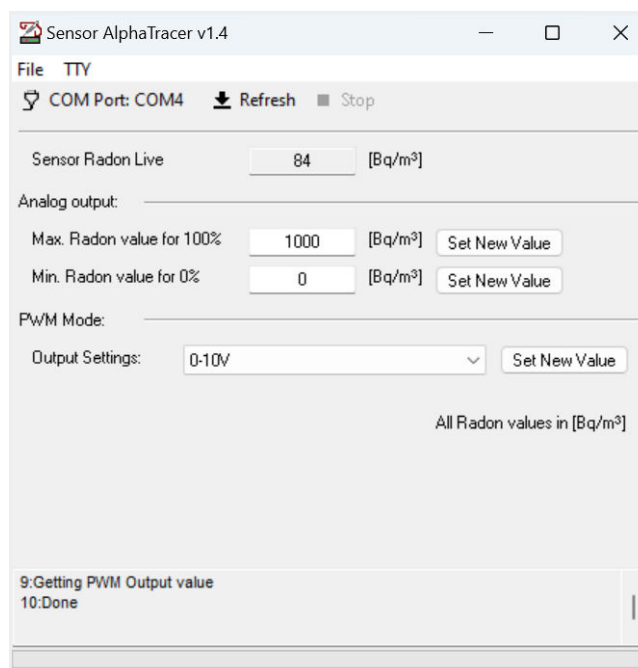 Sensor AlphaTracer v1.4
File TTY
COM Port: COM4 Refresh Stop
Sensor Radon Live 84 [Bq/m³]
Analog output:
Max. Radon value for 100% 1000 [Bq/m³] Set New Value
Min. Radon value for 0% 0 [Bq/m³] Set New Value
PWM Mode:
Output Settings: 0-10V Set New Value
All Radon values in [Bq/m³]
9:Getting PWM Output value
10:Done